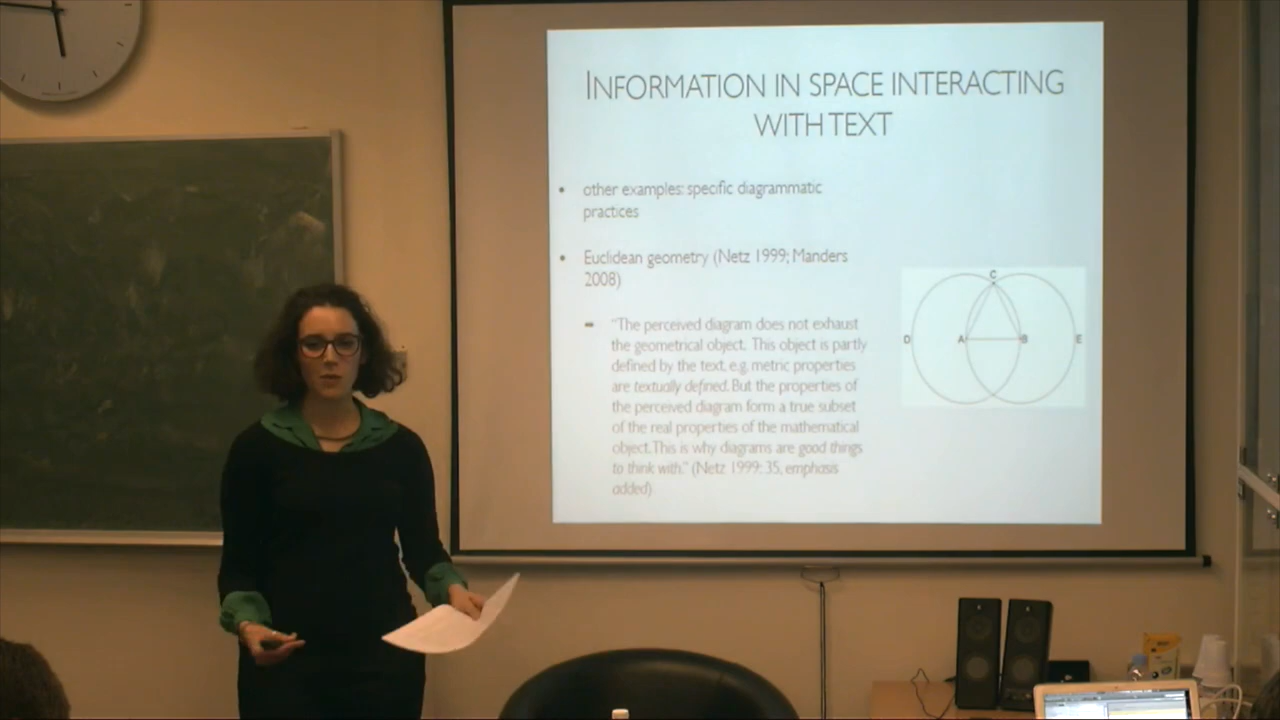 INFORMATION IN SPACE INTERACTING
WITH TEXT
• other examples: specific diagrammatic
practices
• Euclidean geometry (Netz 1999; Manders
2008)
– "The perceived diagram does not exhaust
the geometrical object. This object is partly
defined by the text, e.g. metric properties
are textually defined. But the properties of
the perceived diagram form a true subset
of the real properties of the mathematical
object. This is why diagrams are good things
to think with." (Netz 1999: 35, emphasis
added)
C
D A B E